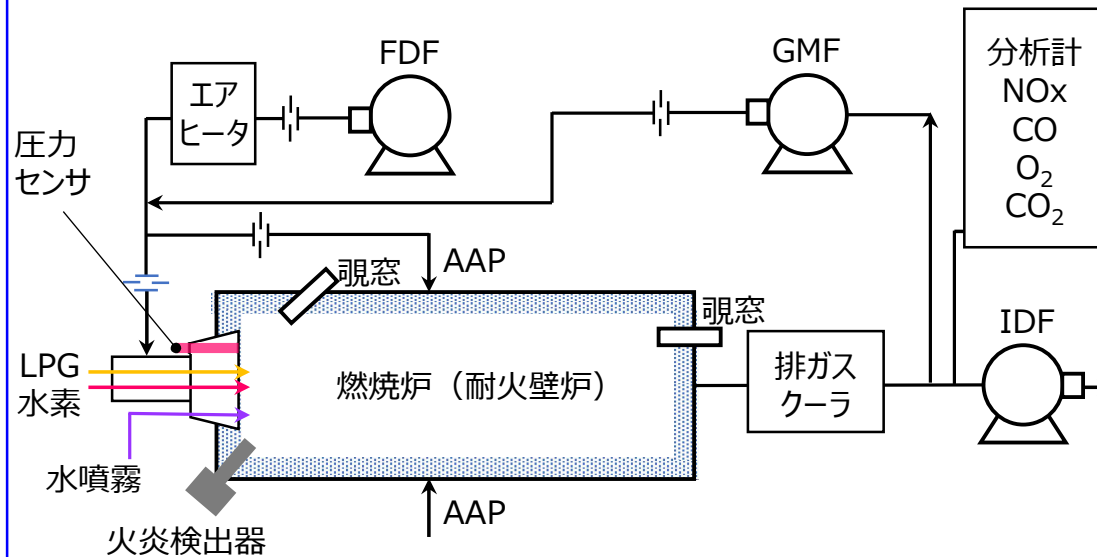 FDF
GMF
分析計
NOx
CO
O₂
CO₂
エア
ヒータ
圧力
センサ
AAP
覗窓
覗窓
IDF
LPG
水素
燃焼炉（耐火壁炉）
排ガス
クーラ
水噴霧
AAP
火炎検出器